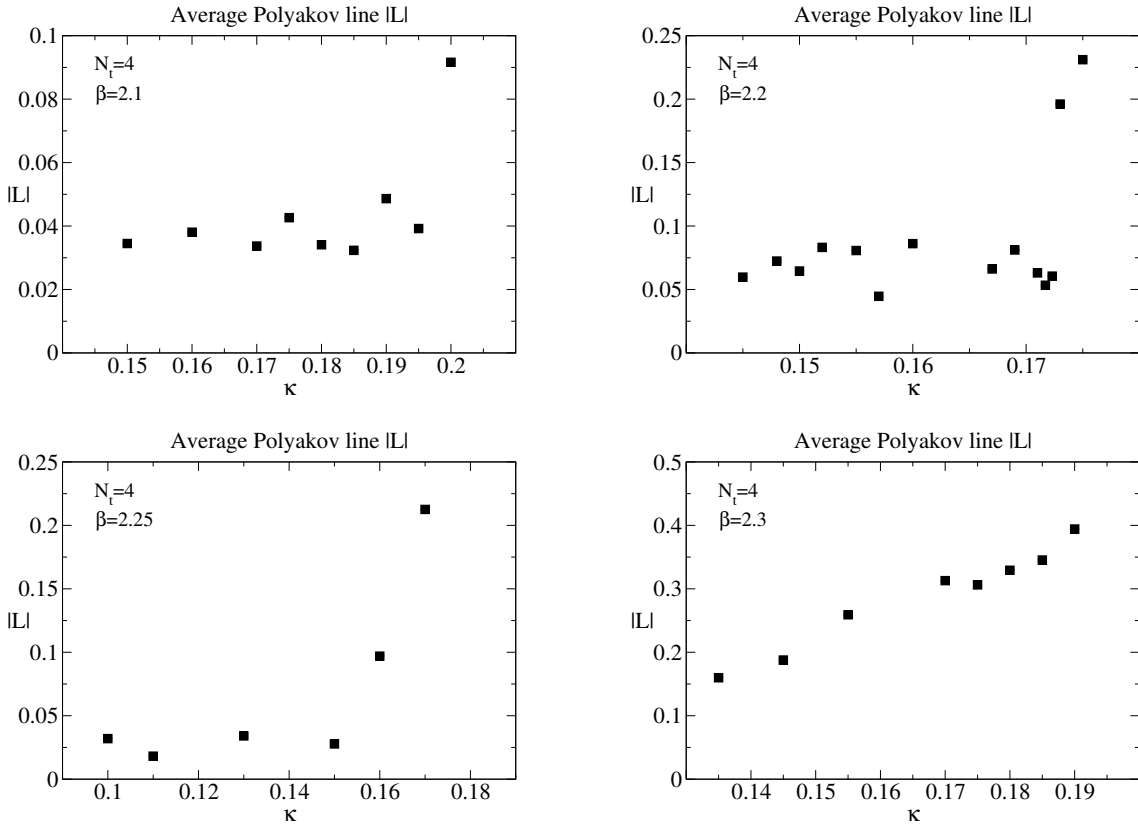 Average Polyakov line |L|
N_t=4
β=2.1
|L|
0.1
0.08
0.06
0.04
0.02
0
0.15 0.16 0.17 0.18 0.19 0.2
κ
Average Polyakov line |L|
N_t=4
β=2.2
|L|
0.25
0.2
0.15
0.1
0.05
0
0.15 0.16 0.17
κ
Average Polyakov line |L|
N_t=4
β=2.25
|L|
0.25
0.2
0.15
0.1
0.05
0
0.1 0.12 0.14 0.16 0.18
κ
Average Polyakov line |L|
N_t=4
β=2.3
|L|
0.5
0.4
0.3
0.2
0.1
0
0.14 0.15 0.16 0.17 0.18 0.19
κ